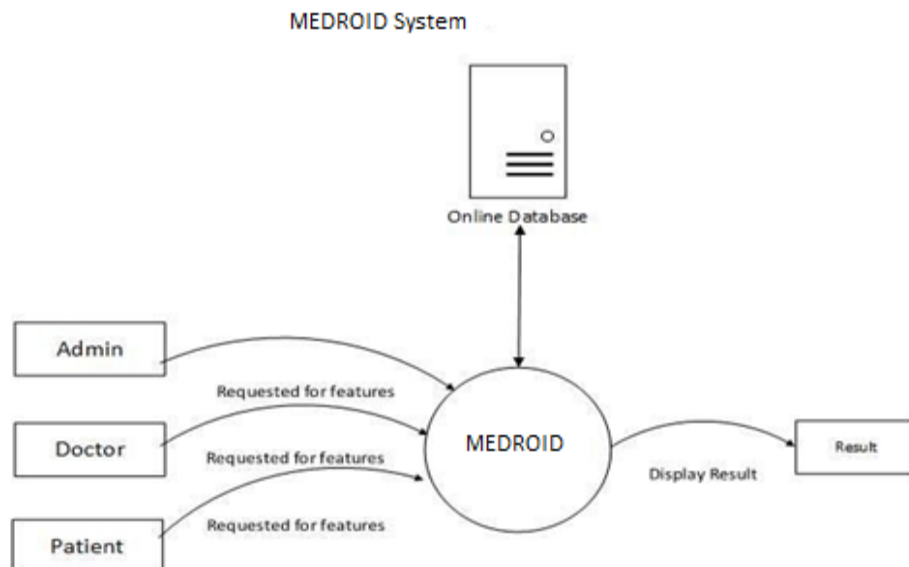 MEDROID System
Online Database
Admin
Requested for features
Doctor
MEDROID
Result
Requested for features
Display Result
Requested for features
Patient